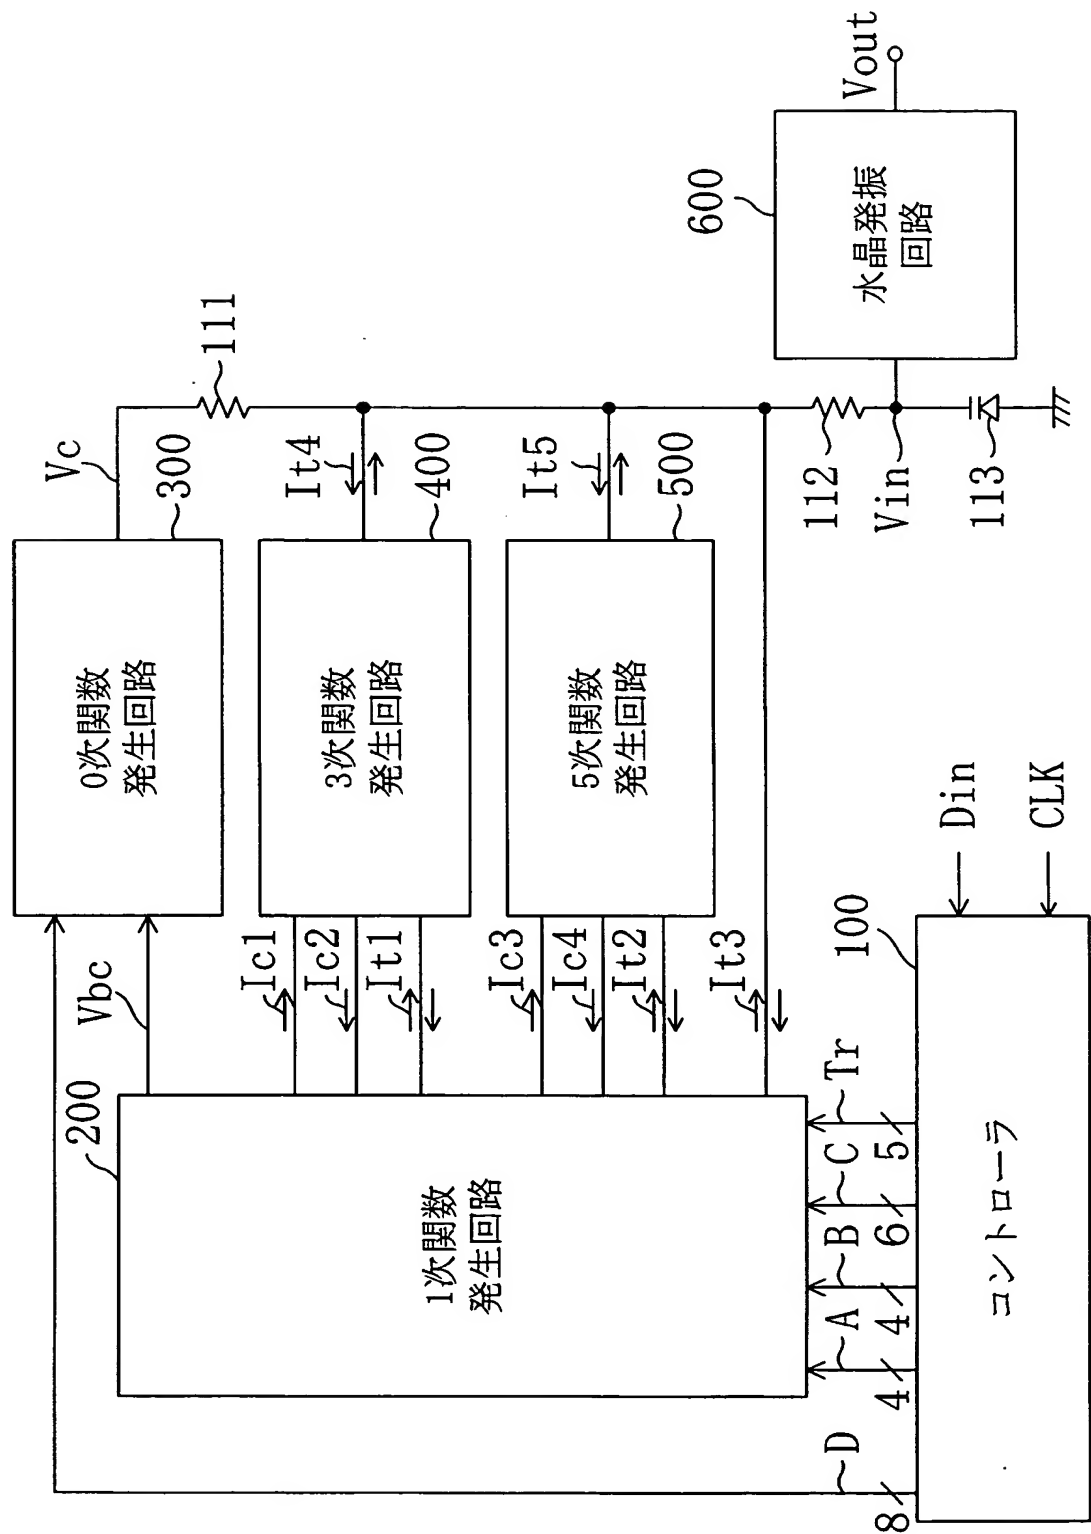 Vc
300
0次関数
発生回路
111
Vbc
200
1次関数
発生回路
Ic1
Ic2
It1
3次関数
発生回路
It4
400
Ic3
Ic4
It2
5次関数
発生回路
It5
500
It3
112
Vin
113
600
水晶発振
回路
Vout
D
8
A
4
B
4
C
6
Tr
5
100
コントローラ
Din
CLK